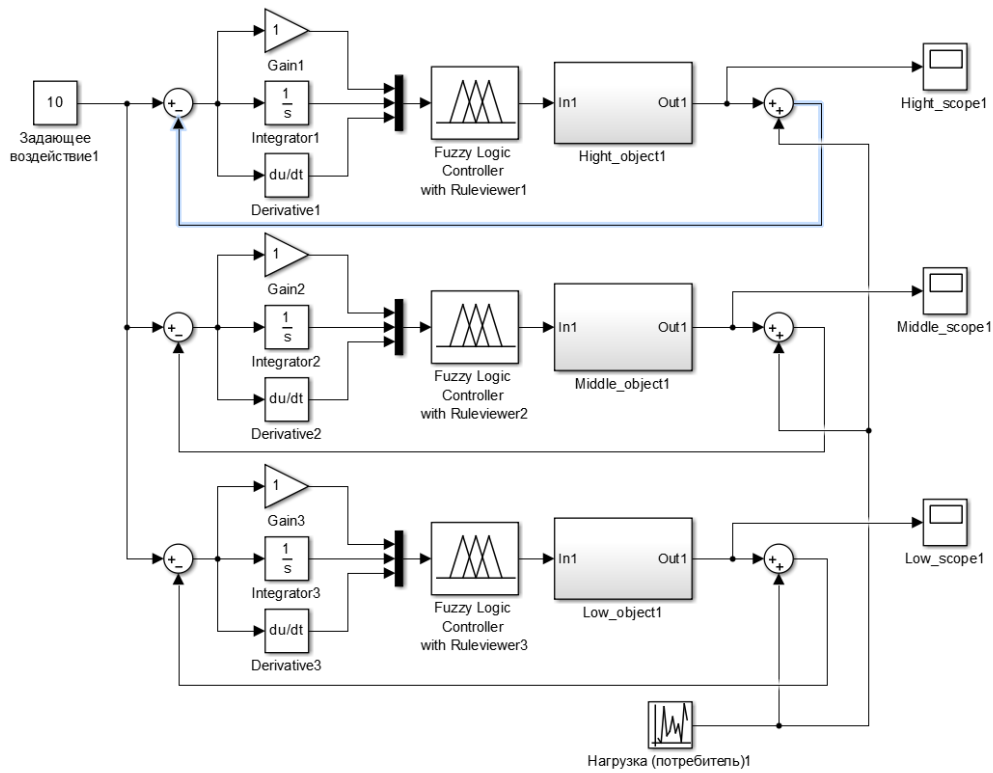 1
Gain1
10
Задающее
воздействие1
+
−
1
s
Integrator1
du/dt
Derivative1
Fuzzy Logic
Controller
with Ruleviewer1
In1
Out1
Hight_object1
+
+
Hight_scope1
1
Gain2
+
−
1
s
Integrator2
du/dt
Derivative2
Fuzzy Logic
Controller
with Ruleviewer2
In1
Out1
Middle_object1
+
+
Middle_scope1
1
Gain3
+
−
1
s
Integrator3
du/dt
Derivative3
Fuzzy Logic
Controller
with Ruleviewer3
In1
Out1
Low_object1
+
+
Low_scope1
Нагрузка (потребитель)1